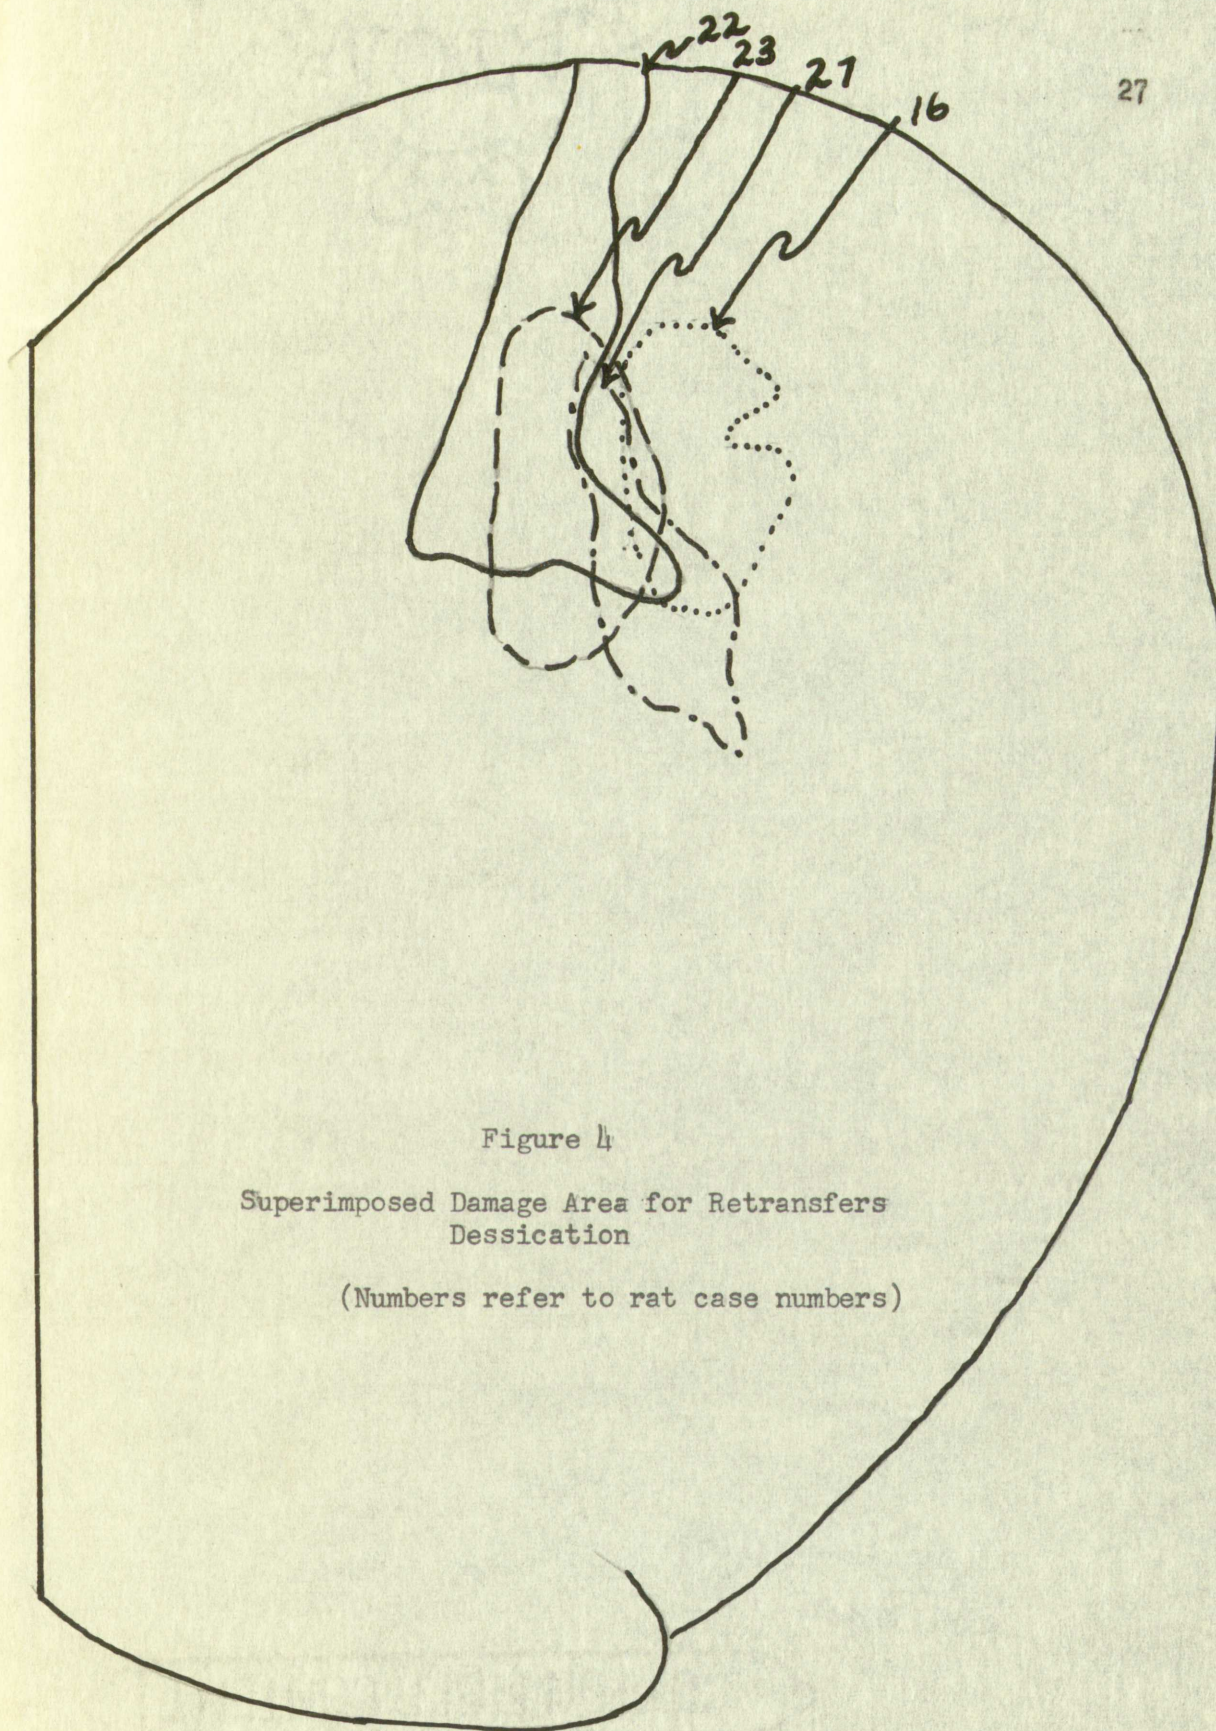 22
23
27
27
16
Figure 4
Superimposed Damage Area for Retransfers
Dessication
(Numbers refer to rat case numbers)